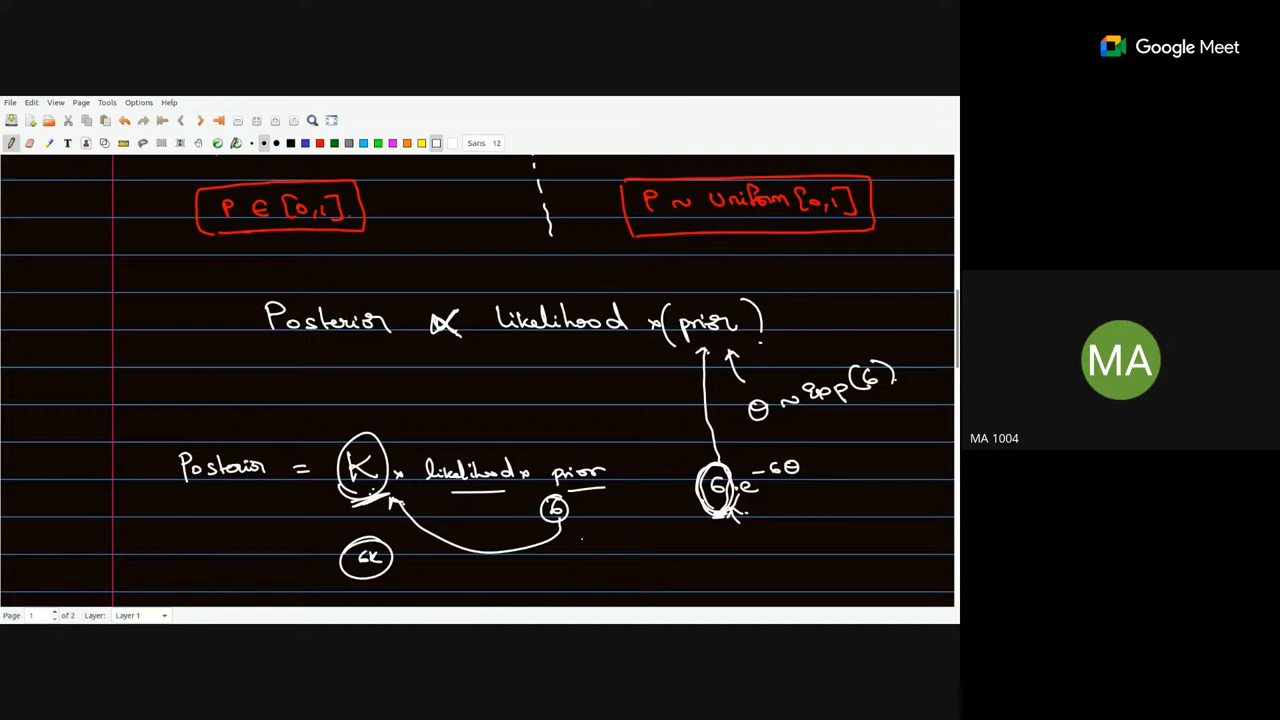 Google Meet
File Edit View Page Tools Options Help
Sans 12
P ∈ [0,1].
P ~ Uniform [0,1]
Posterior ∝ likelihood × (prior).
θ ~ exp(6).
Posterior = K × likelihood × prior
6 . e^{-6θ}
6
6K
MA
MA 1004
Page 1 of 2 Layer: Layer 1